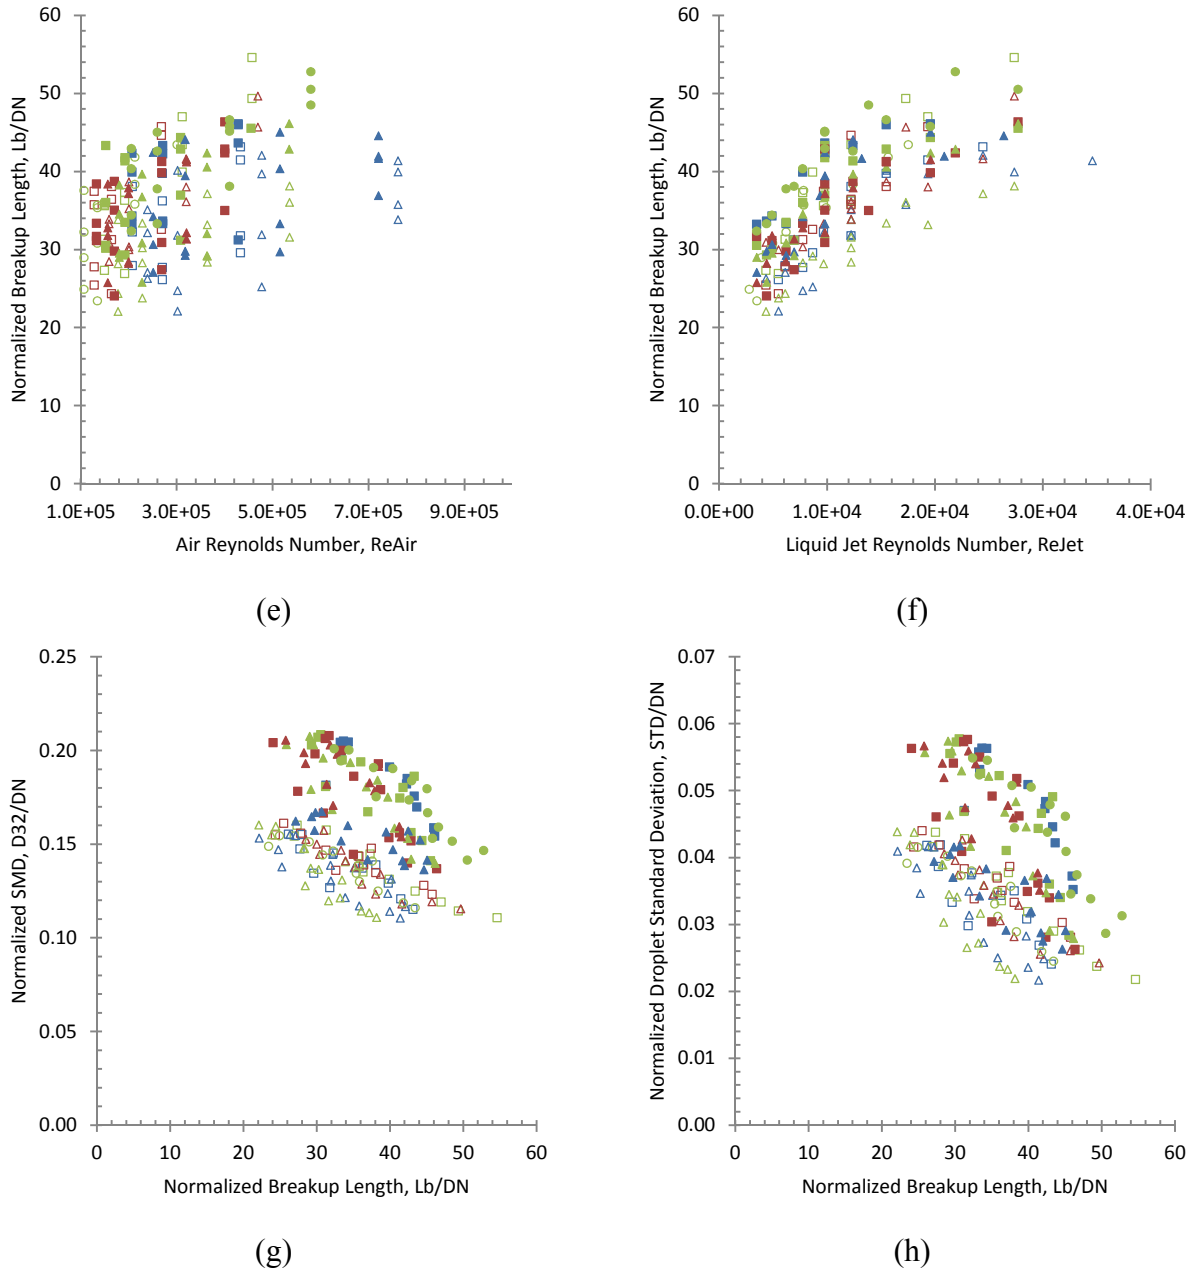 Normalized Breakup Length, Lb/DN
60
50
40
30
20
10
0
1.0E+05 3.0E+05 5.0E+05 7.0E+05 9.0E+05
Air Reynolds Number, ReAir
(e)
Normalized Breakup Length, Lb/DN
60
50
40
30
20
10
0
0.0E+00 1.0E+04 2.0E+04 3.0E+04 4.0E+04
Liquid Jet Reynolds Number, ReJet
(f)
Normalized SMD, D32/DN
0.25
0.20
0.15
0.10
0.05
0.00
0 10 20 30 40 50 60
Normalized Breakup Length, Lb/DN
(g)
Normalized Droplet Standard Deviation, STD/DN
0.07
0.06
0.05
0.04
0.03
0.02
0.01
0.00
0 10 20 30 40 50 60
Normalized Breakup Length, Lb/DN
(h)